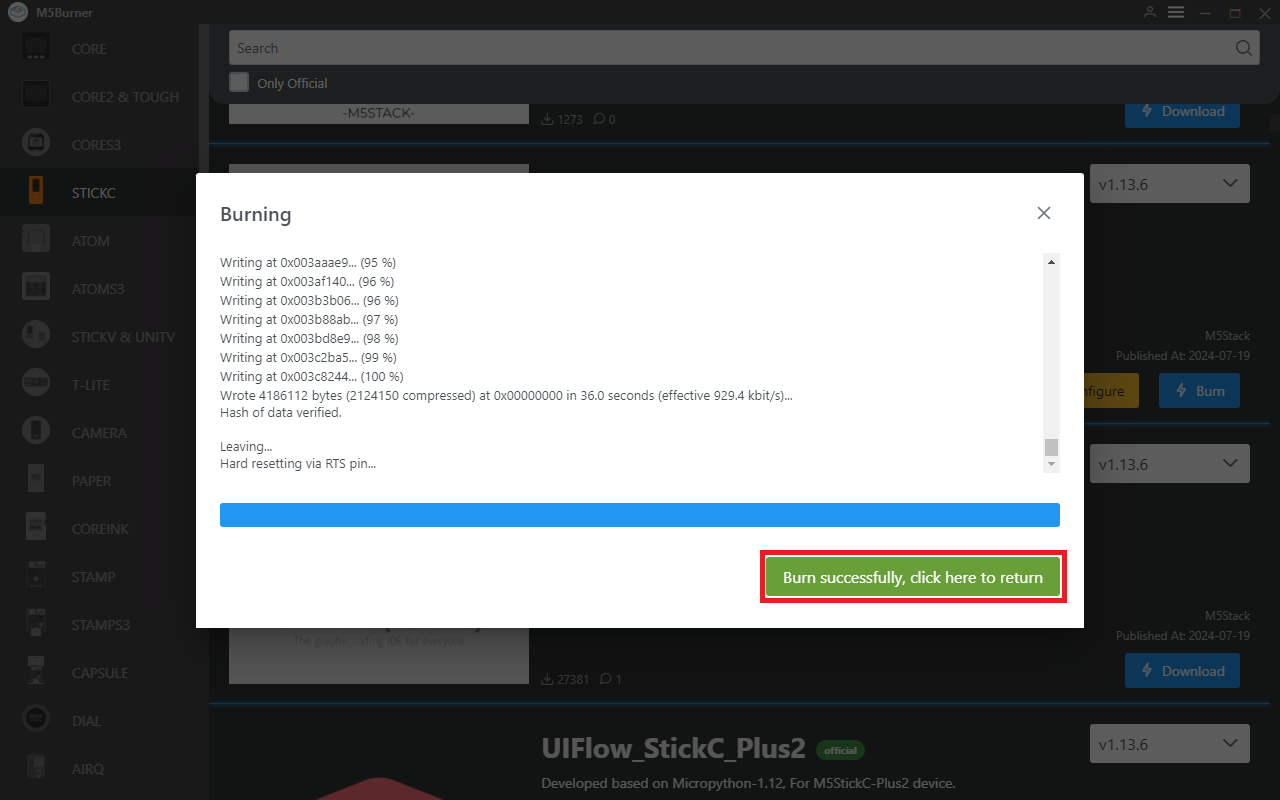 M5Burner
CORE
CORE2 & TOUGH
CORES3
STICKC
ATOM
ATOMS3
STICKV & UNITV
T-LITE
CAMERA
PAPER
COREINK
STAMP
STAMPS3
CAPSULE
DIAL
AIRQ
Search
Only Official
-M5STACK-
1273 0
Download
v1.13.6
Burning
Writing at 0x003aaae9... (95 %)
Writing at 0x003af140... (96 %)
Writing at 0x003b3b06... (96 %)
Writing at 0x003b88ab... (97 %)
Writing at 0x003bd8e9... (98 %)
Writing at 0x003c2ba5... (99 %)
Writing at 0x003c8244... (100 %)
Wrote 4186112 bytes (2124150 compressed) at 0x00000000 in 36.0 seconds (effective 929.4 kbit/s)...
Hash of data verified.
Leaving...
Hard resetting via RTS pin...
Burn successfully, click here to return
M5Stack
Published At: 2024-07-19
nfigure
Burn
v1.13.6
M5Stack
Published At: 2024-07-19
The graphic coding IDE for everyone
27381 1
Download
UIFlow_StickC_Plus2 official
v1.13.6
Developed based on Micropython-1.12, For M5StickC-Plus2 device.